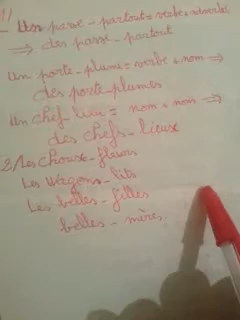 1/
- Un passe-partout = verbe + adverbe
⇒ des passe-partout
Un porte-plume = verbe + nom ⇒
des porte-plumes
Un chef-lieu = nom + nom ⇒
des chefs-lieux
2/ Les choux-fleurs
Les wagons-lits
Les belles-filles
belles-mères.